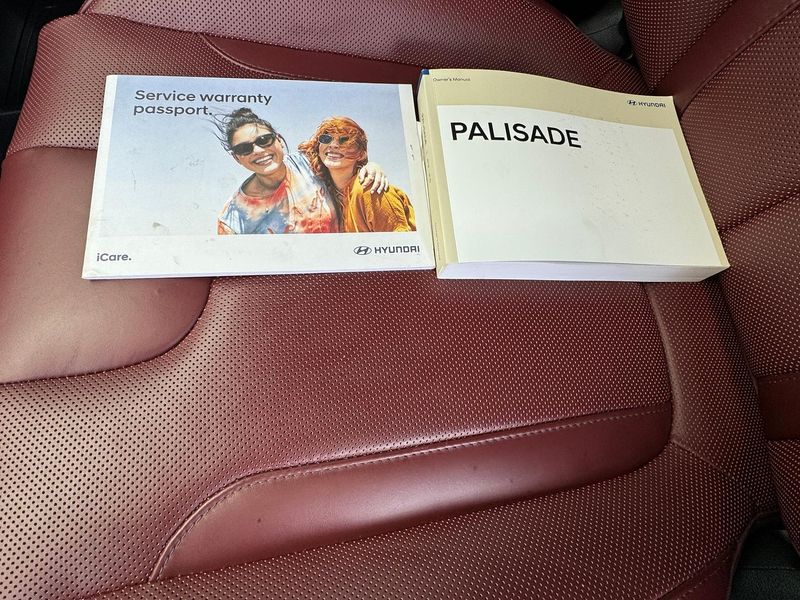 Service warranty
passport.
iCare.
HYUNDAI
Owner's Manual
HYUNDAI
PALISADE